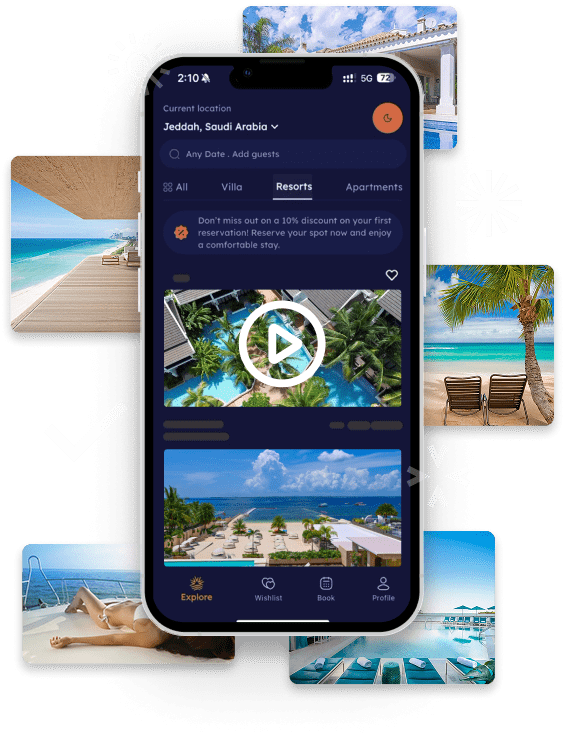 2:10
5G 72
Current location
Jeddah, Saudi Arabia
Any Date . Add guests
All Villa Resorts Apartments
Don't miss out on a 10% discount on your first
reservation! Reserve your spot now and enjoy
a comfortable stay.
Explore Wishlist Book Profile